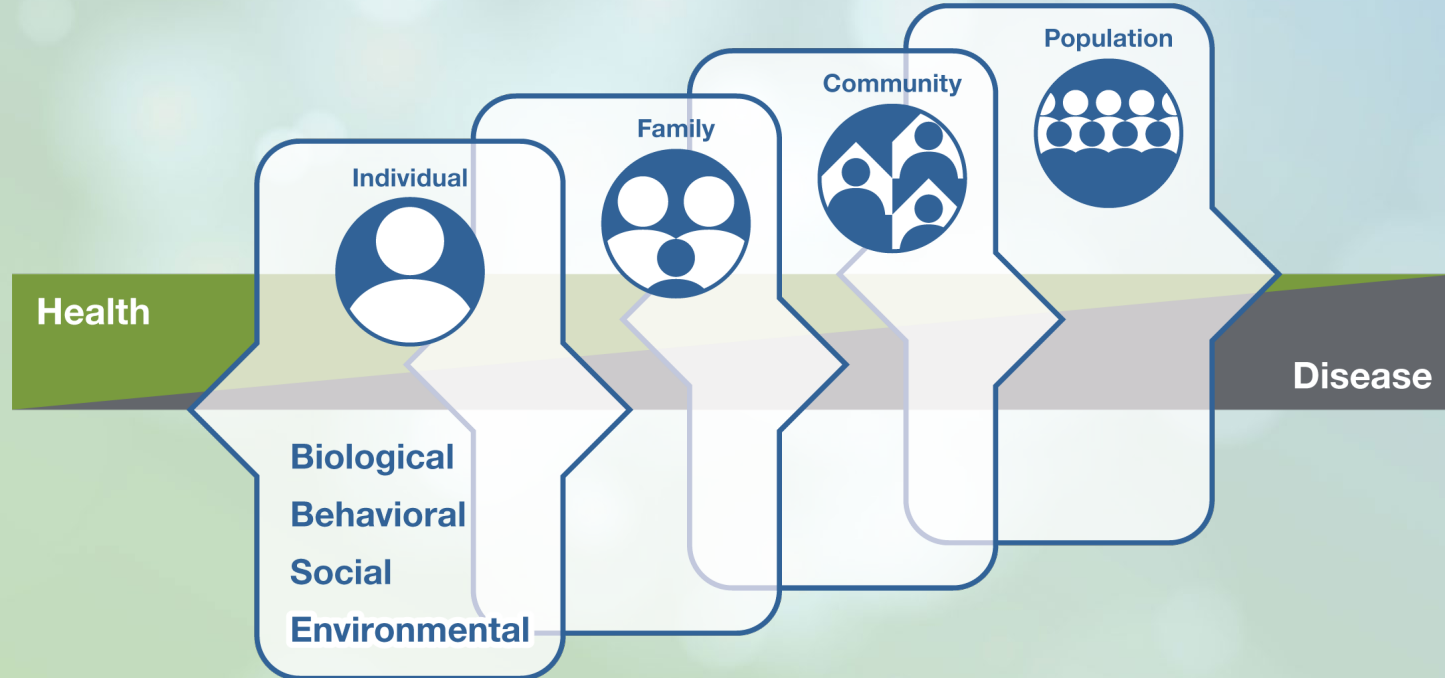 Population
Community
Family
Individual
Health
Disease
Biological
Behavioral
Social
Environmental